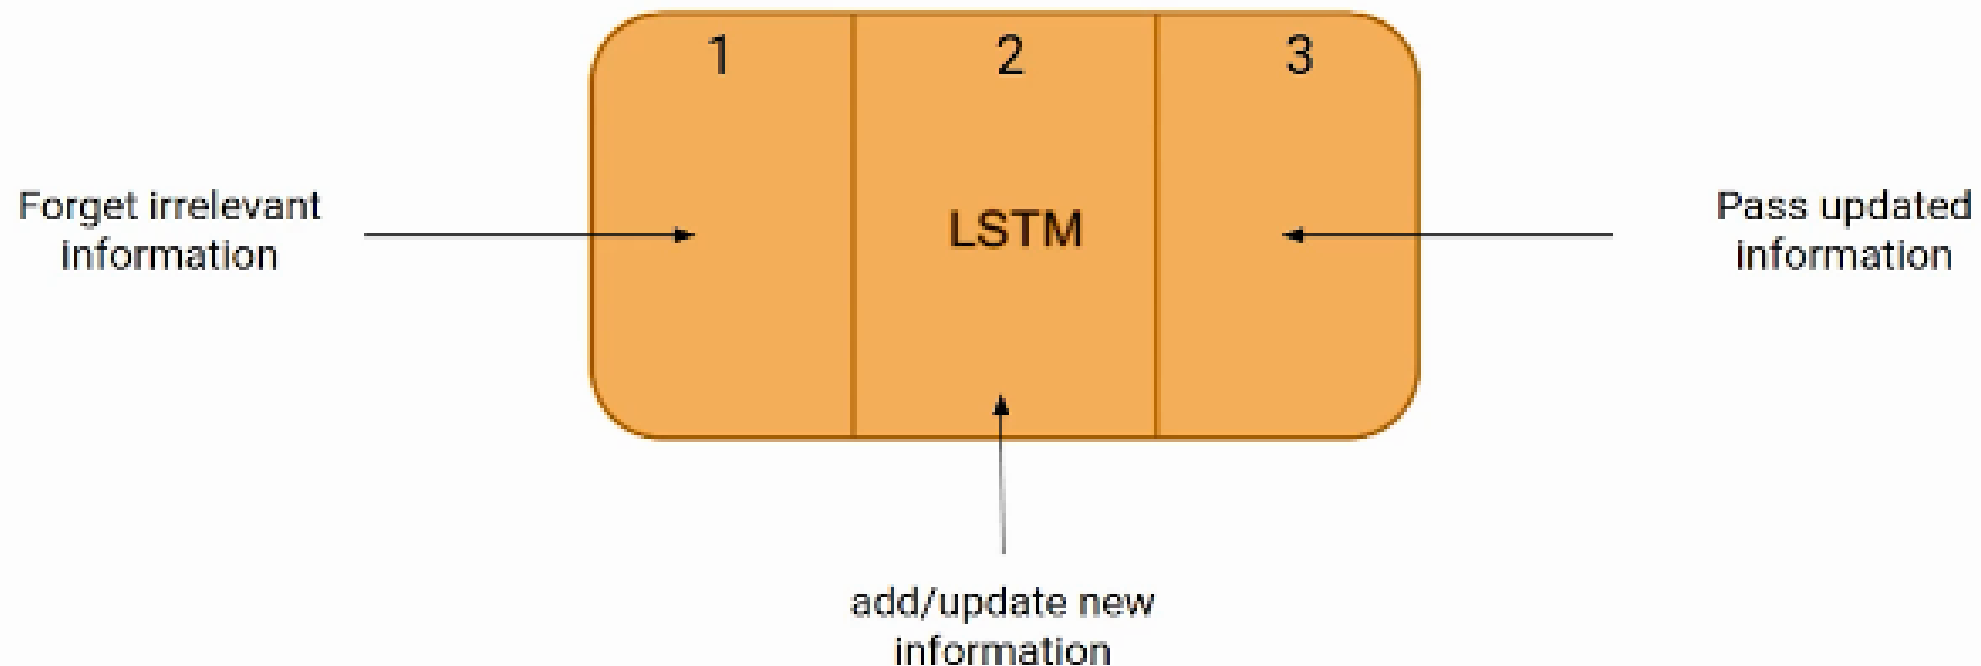 1
2
3
Forget irrelevant
information
LSTM
Pass updated
information
add/update new
information